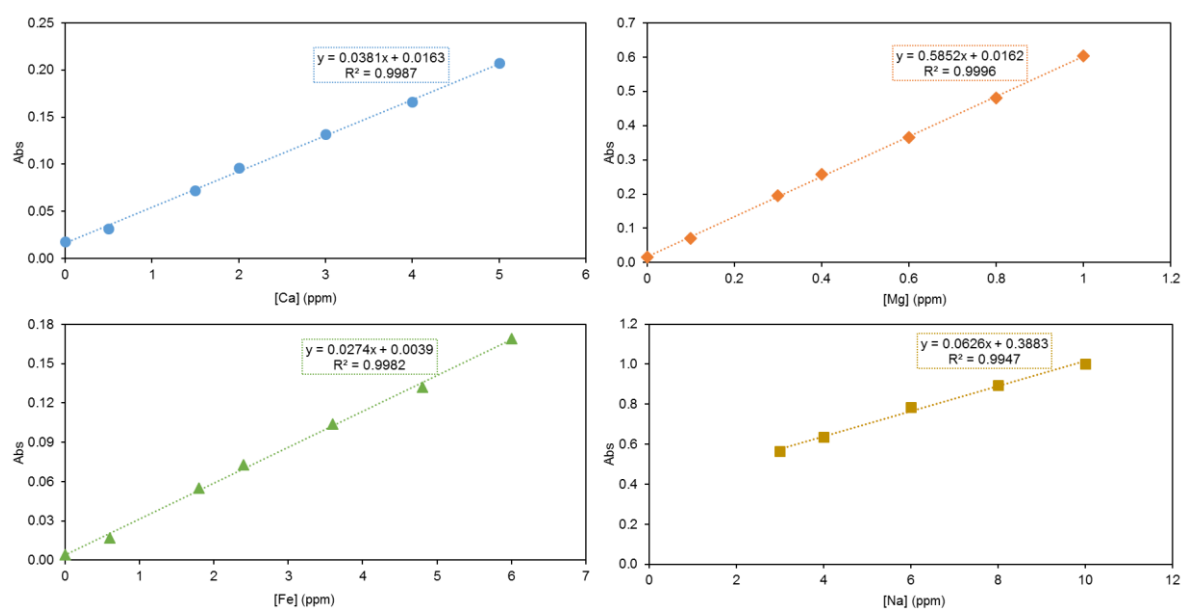 0.25
0.20
0.15
0.10
0.05
0.00
Abs
y = 0.0381x + 0.0163
R² = 0.9987
0 1 2 3 4 5 6
[Ca] (ppm)
0.7
0.6
0.5
0.4
0.3
0.2
0.1
0.0
Abs
y = 0.5852x + 0.0162
R² = 0.9996
0 0.2 0.4 0.6 0.8 1 1.2
[Mg] (ppm)
0.18
0.15
0.12
0.09
0.06
0.03
0.00
Abs
y = 0.0274x + 0.0039
R² = 0.9982
0 1 2 3 4 5 6 7
[Fe] (ppm)
1.2
1.0
0.8
0.6
0.4
0.2
0.0
Abs
y = 0.0626x + 0.3883
R² = 0.9947
0 2 4 6 8 10 12
[Na] (ppm)